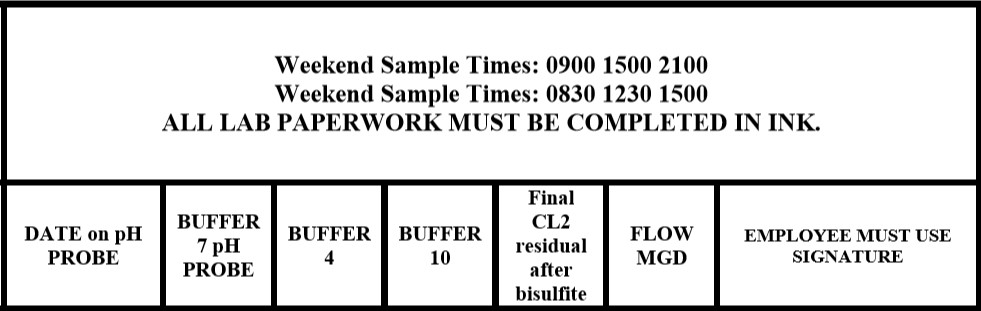 Weekend Sample Times: 0900 1500 2100
Weekend Sample Times: 0830 1230 1500
ALL LAB PAPERWORK MUST BE COMPLETED IN INK.
DATE on pH
PROBE
BUFFER
7 pH
PROBE
BUFFER
4
BUFFER
10
Final
CL2
residual
after
bisulfite
FLOW
MGD
EMPLOYEE MUST USE
SIGNATURE